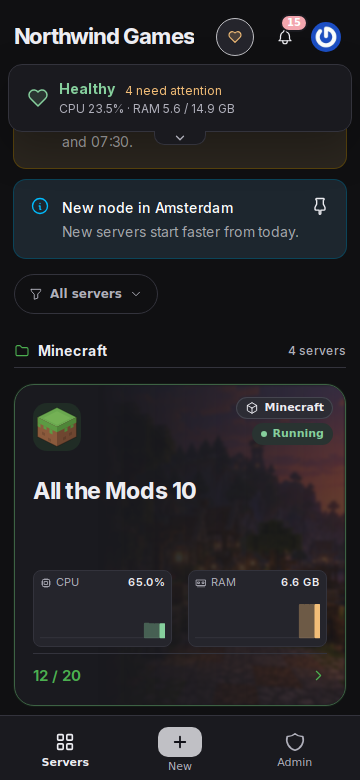 Northwind Games
15
Healthy 4 need attention
CPU 23.5% · RAM 5.6 / 14.9 GB
and 07:30.
New node in Amsterdam
New servers start faster from today.
All servers
Minecraft
4 servers
Minecraft
Running
All the Mods 10
CPU 65.0%
RAM 6.6 GB
12 / 20
Servers
New
Admin